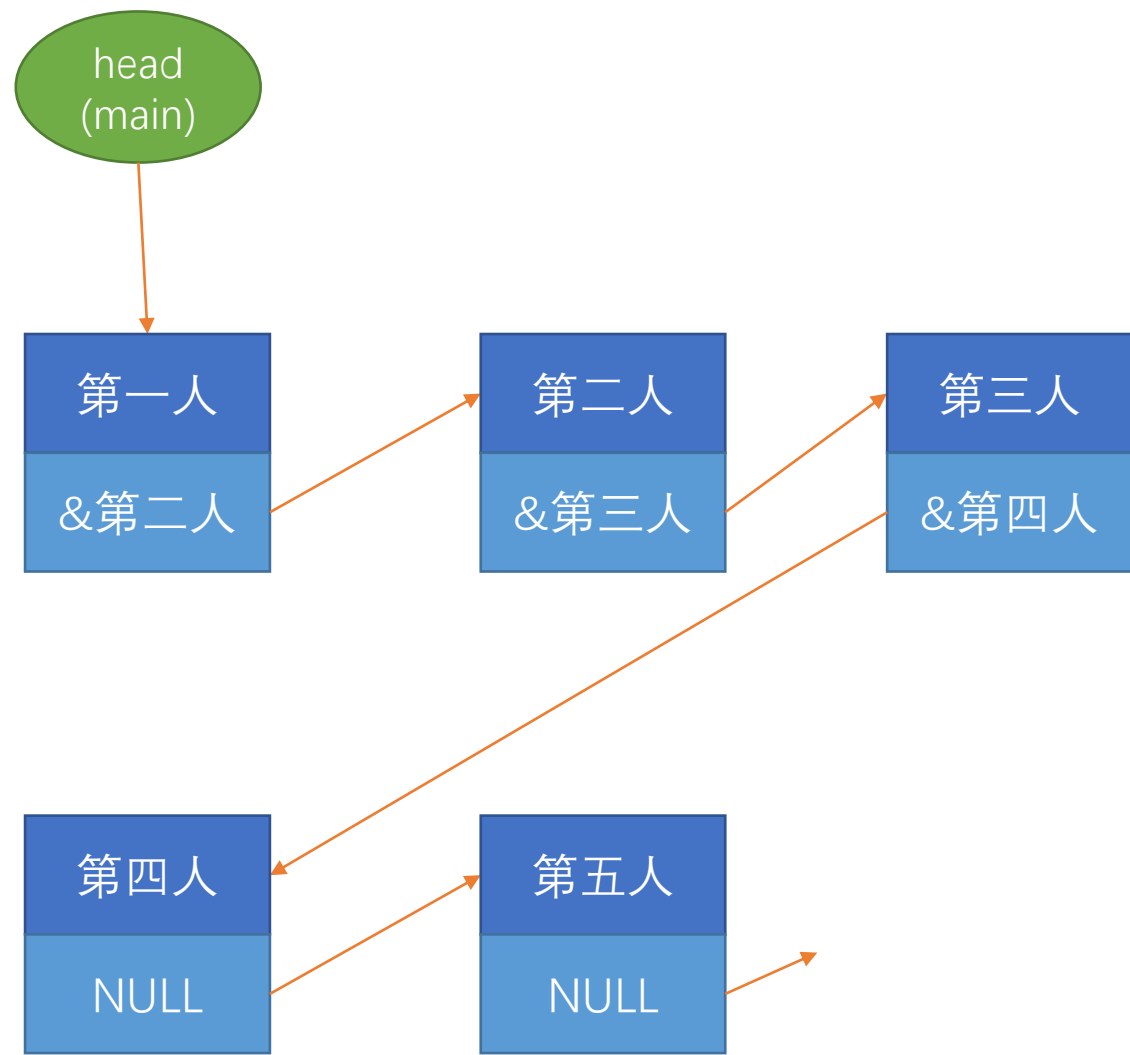 head
(main)
第一人
第二人
第三人
&第二人
&第三人
&第四人
第四人
第五人
NULL
NULL